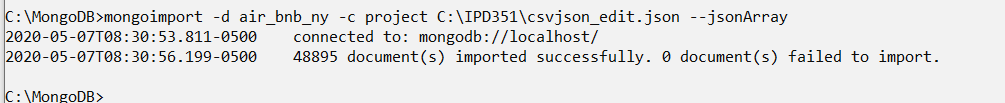 C:\MongoDB>mongoimport -d air_bnb_ny -c project C:\IPD351\csvjson_edit.json --jsonArray
2020-05-07T08:30:53.811-0500    connected to: mongodb://localhost/
2020-05-07T08:30:56.199-0500    48895 document(s) imported successfully. 0 document(s) failed to import.
C:\MongoDB>